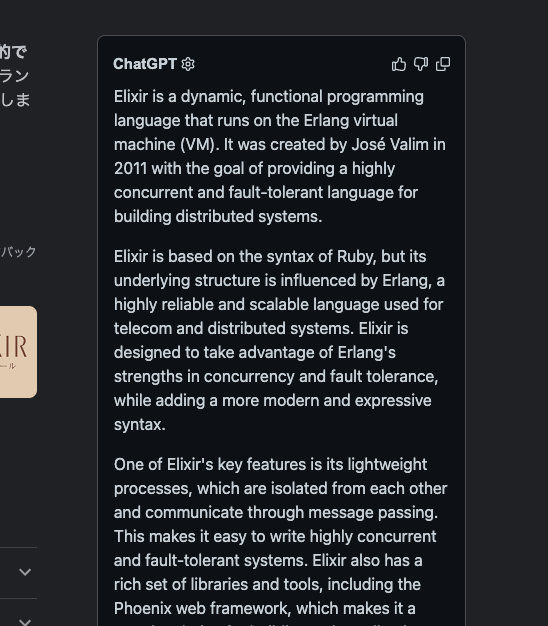 的で
ラン
しま
バック
XIR
ール
ChatGPT
Elixir is a dynamic, functional programming
language that runs on the Erlang virtual
machine (VM). It was created by José Valim in
2011 with the goal of providing a highly
concurrent and fault-tolerant language for
building distributed systems.
Elixir is based on the syntax of Ruby, but its
underlying structure is influenced by Erlang, a
highly reliable and scalable language used for
telecom and distributed systems. Elixir is
designed to take advantage of Erlang's
strengths in concurrency and fault tolerance,
while adding a more modern and expressive
syntax.
One of Elixir's key features is its lightweight
processes, which are isolated from each other
and communicate through message passing.
This makes it easy to write highly concurrent
and fault-tolerant systems. Elixir also has a
rich set of libraries and tools, including the
Phoenix web framework, which makes it a